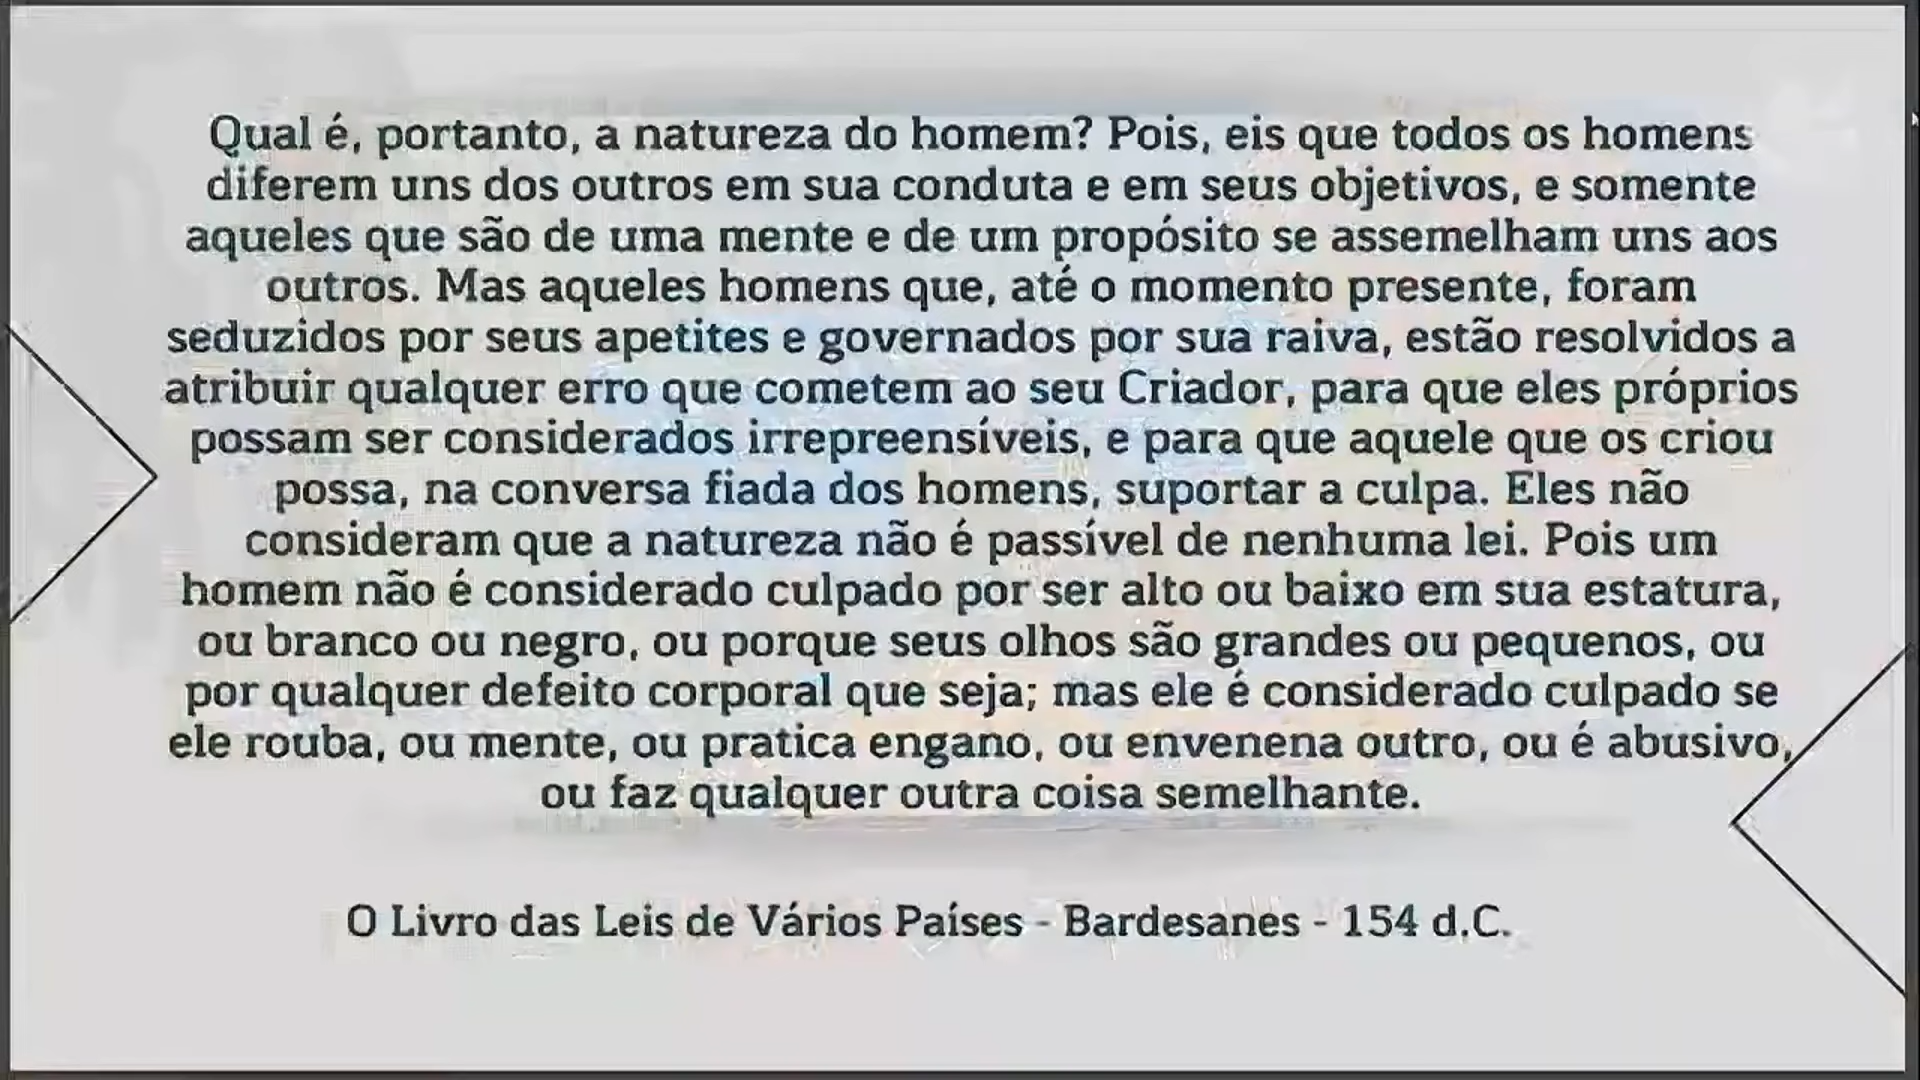 Qual é, portanto, a natureza do homem? Pois, eis que todos os homens
diferem uns dos outros em sua conduta e em seus objetivos, e somente
aqueles que são de uma mente e de um propósito se assemelham uns aos
outros. Mas aqueles homens que, até o momento presente, foram
seduzidos por seus apetites e governados por sua raiva, estão resolvidos a
atribuir qualquer erro que cometem ao seu Criador, para que eles próprios
possam ser considerados irrepreensíveis, e para que aquele que os criou
possa, na conversa fiada dos homens, suportar a culpa. Eles não
consideram que a natureza não é passível de nenhuma lei. Pois um
homem não é considerado culpado por ser alto ou baixo em sua estatura,
ou branco ou negro, ou porque seus olhos são grandes ou pequenos, ou
por qualquer defeito corporal que seja; mas ele é considerado culpado se
ele rouba, ou mente, ou pratica engano, ou envenena outro, ou é abusivo,
ou faz qualquer outra coisa semelhante.
O Livro das Leis de Vários Países - Bardesanes - 154 d.C.